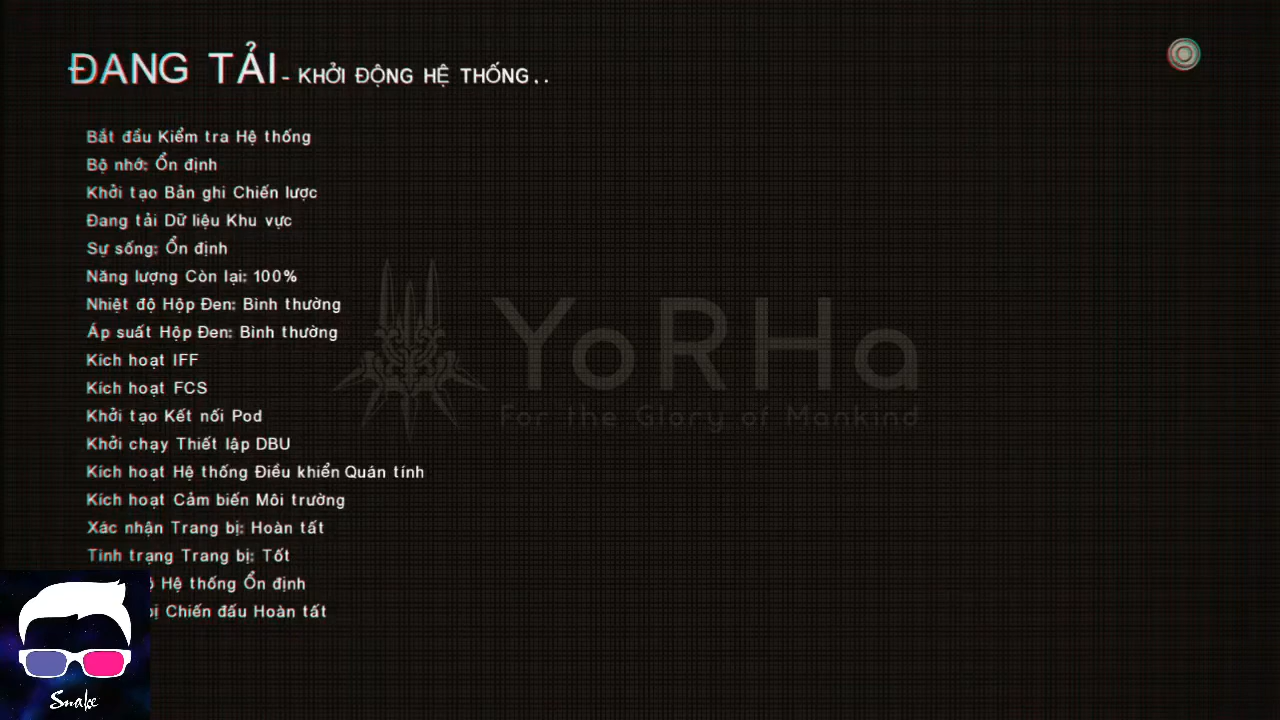 ĐANG TẢI - KHỞI ĐỘNG HỆ THỐNG..
Bắt đầu Kiểm tra Hệ thống
Bộ nhớ: Ổn định
Khởi tạo Bản ghi Chiến lược
Đang tải Dữ liệu Khu vực
Sự sống: Ổn định
Năng lượng Còn lại: 100%
Nhiệt độ Hộp Đen: Bình thường
Áp suất Hộp Đen: Bình thường
Kích hoạt IFF
Kích hoạt FCS
Khởi tạo Kết nối Pod
Khởi chạy Thiết lập DBU
Kích hoạt Hệ thống Điều khiển Quán tính
Kích hoạt Cảm biến Môi trường
Xác nhận Trang bị: Hoàn tất
Tình trạng Trang bị: Tốt
Hệ thống Ổn định
Chiến đấu Hoàn tất
YoRHa
For the Glory of Mankind
Snake